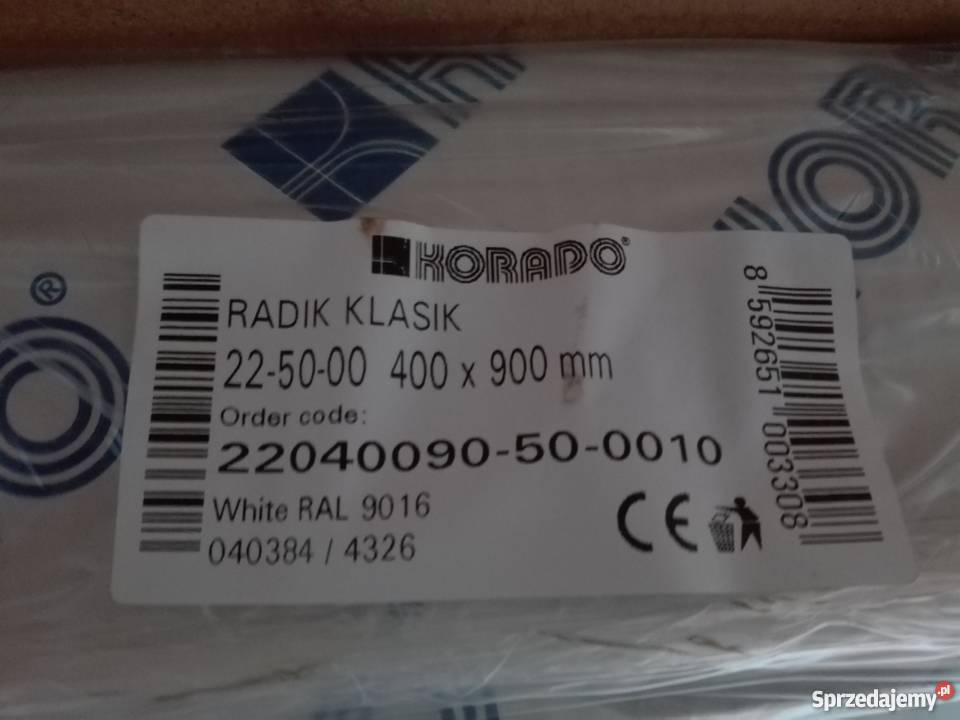 KORADO®
RADIK KLASIK
22-50-00 400 x 900 mm
Order code:
22040090-50-0010
White RAL 9016
040384 / 4326
CE
8 592651 003308
®
Sprzedajemy.pl